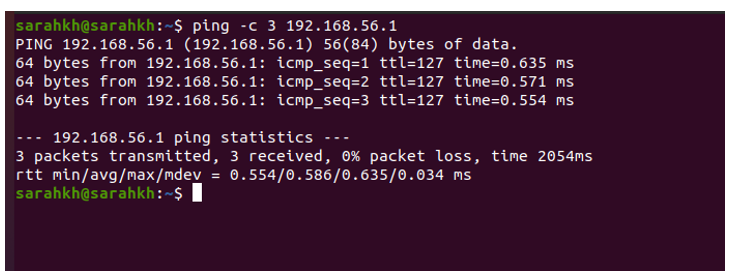 sarahkh@sarahkh:~$ ping -c 3 192.168.56.1
PING 192.168.56.1 (192.168.56.1) 56(84) bytes of data.
64 bytes from 192.168.56.1: icmp_seq=1 ttl=127 time=0.635 ms
64 bytes from 192.168.56.1: icmp_seq=2 ttl=127 time=0.571 ms
64 bytes from 192.168.56.1: icmp_seq=3 ttl=127 time=0.554 ms
--- 192.168.56.1 ping statistics ---
3 packets transmitted, 3 received, 0% packet loss, time 2054ms
rtt min/avg/max/mdev = 0.554/0.586/0.635/0.034 ms
sarahkh@sarahkh:~$